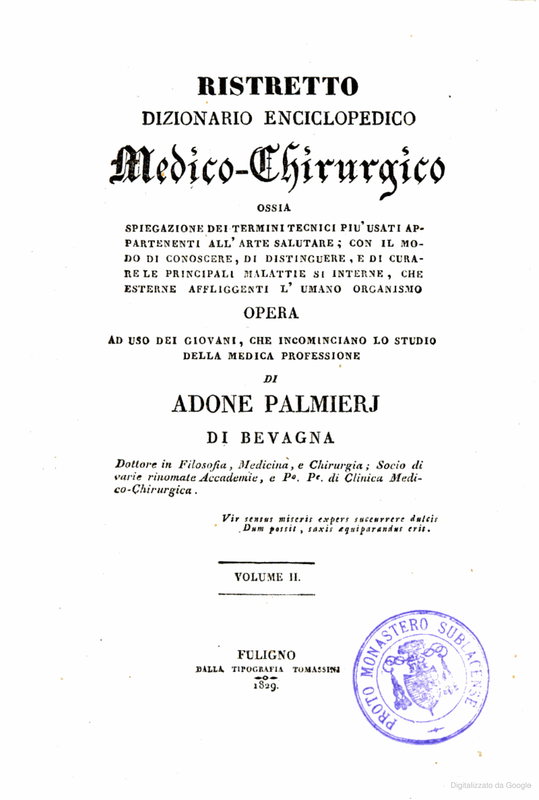 RISTRETTO
DIZIONARIO ENCICLOPEDICO
Medico-Chirurgico
OSSIA
SPIEGAZIONE DEI TERMINI TECNICI PIU' USATI AP-
PARTENENTI ALL' ARTE SALUTARE; CON IL MO-
DO DI CONOSCERE, DI DISTINGUERE, E DI CURA-
RE LE PRINCIPALI MALATTIE SI INTERNE, CHE
ESTERNE AFFLIGGENTI L' UMANO ORGANISMO
OPERA
AD USO DEI GIOVANI, CHE INCOMINCIANO LO STUDIO
DELLA MEDICA PROFESSIONE
DI
ADONE PALMIERJ
DI BEVAGNA
Dottore in Filosofia, Medicina, e Chirurgia; Socio di
varie rinomate Accademie, e Pº. Pº. di Clinica Medi-
co-Chirurgica.
Vir sensus miseris expers succurrere dulcis
Dum possit, saxis æquiparandus erit.
VOLUME II.
FULIGNO
DALLA TIPOGRAFIA TOMASSINI
1829.
PROTO MONASTERO SUBLACENSE
Digitalizzato da Google